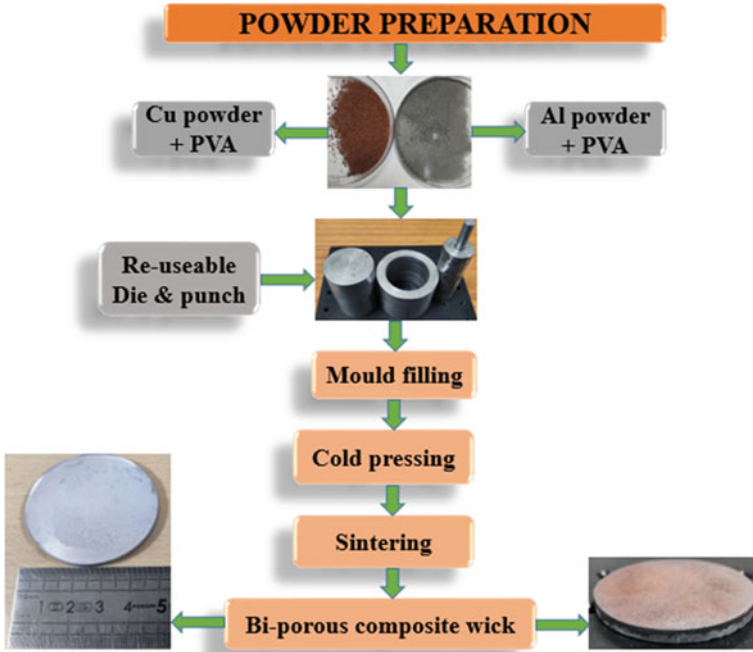 POWDER PREPARATION
Cu powder
+ PVA
Al powder
+ PVA
Re-useable
Die & punch
Mould filling
Cold pressing
Sintering
1 2 3 4 5
Bi-porous composite wick